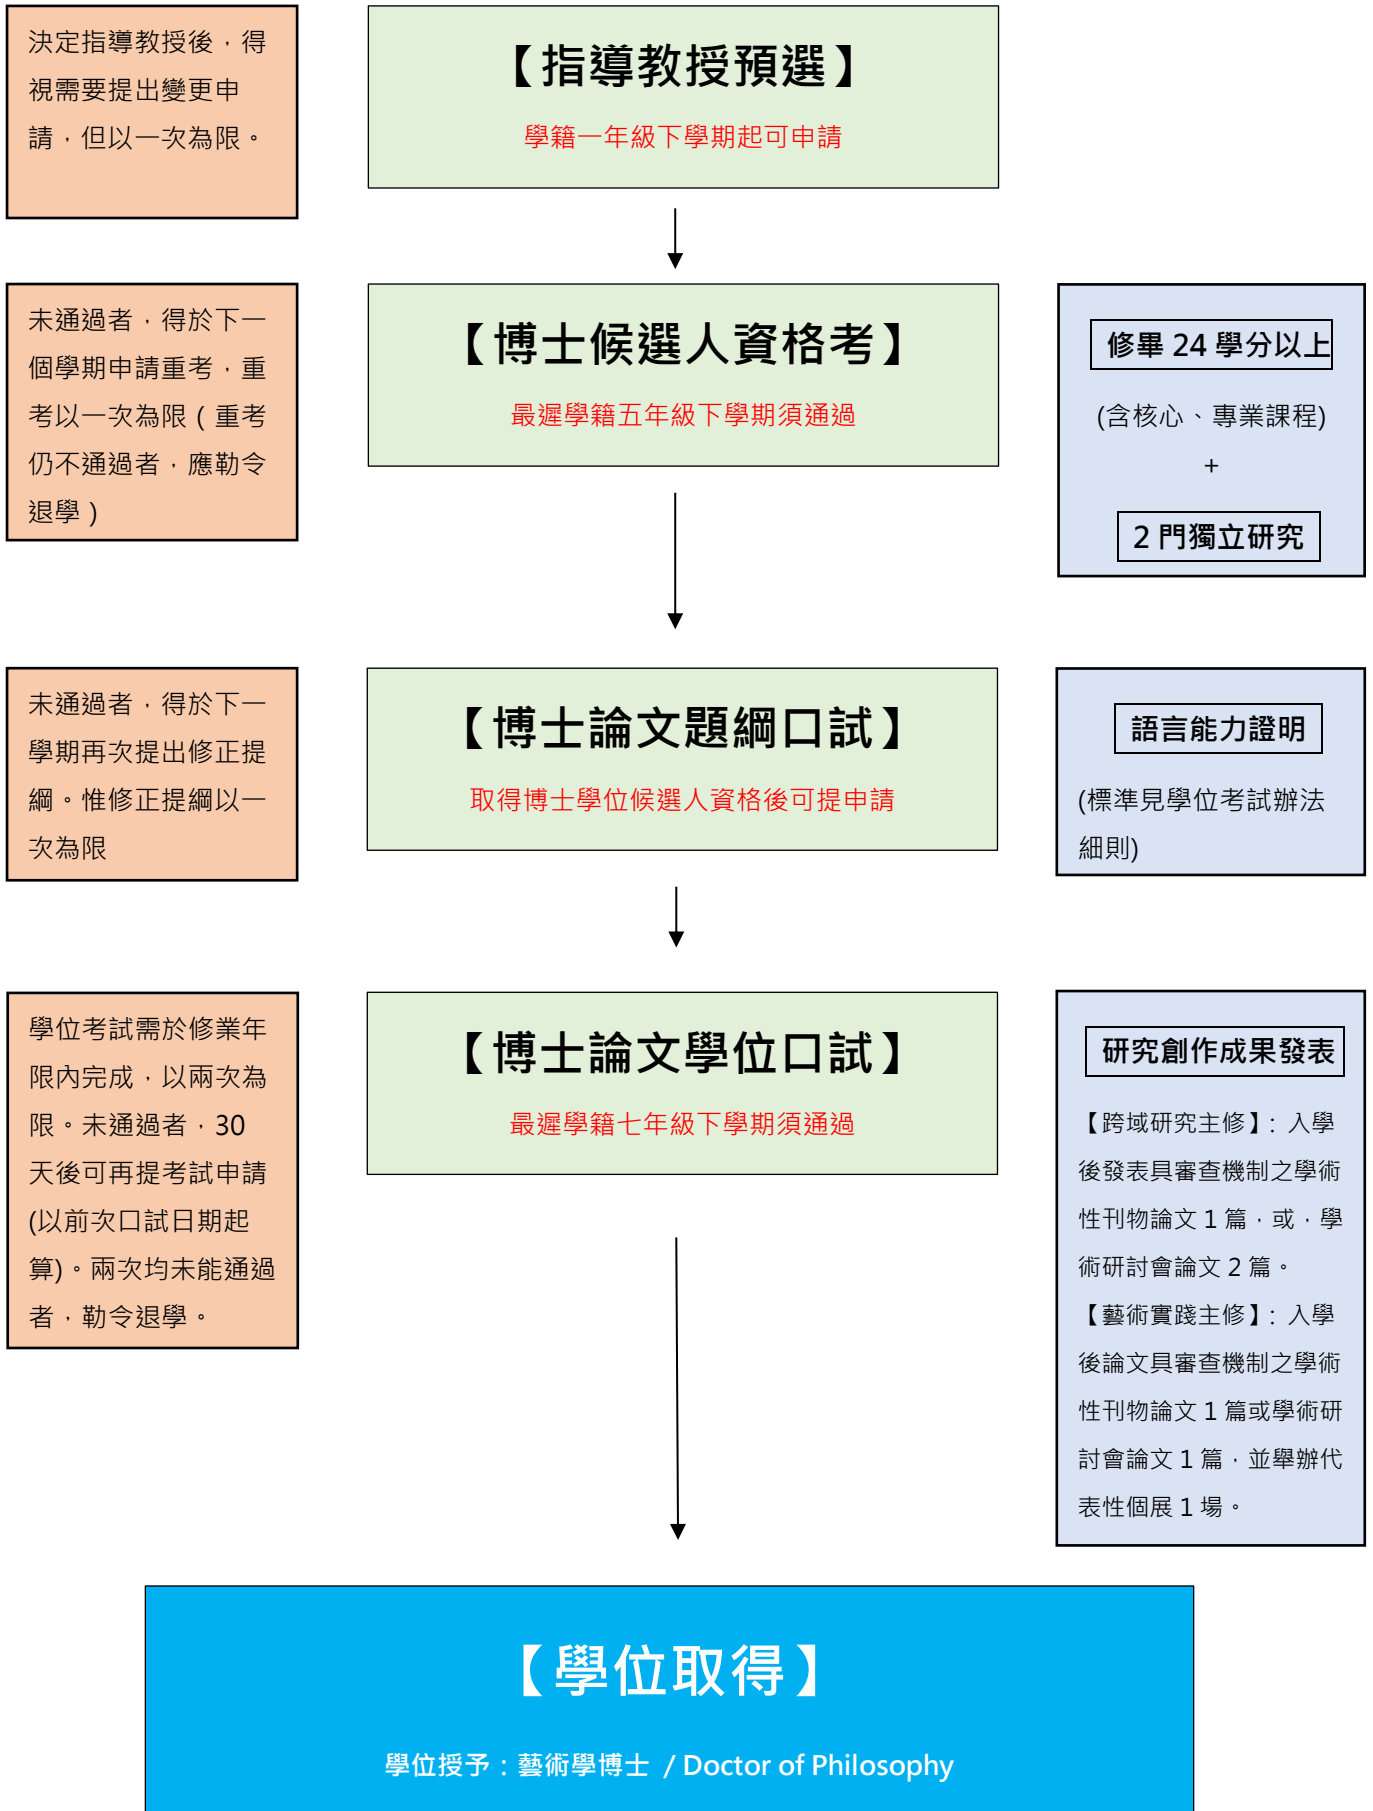 決定指導教授後，得
視需要提出變更申
請，但以一次為限。
【指導教授預選】
學籍一年級下學期起可申請
未通過者，得於下一
個學期申請重考，重
考以一次為限（重考
仍不通過者，應勒令
退學）
【博士候選人資格考】
最遲學籍五年級下學期須通過
修畢 24 學分以上
(含核心、專業課程)
+
2 門獨立研究
未通過者，得於下一
學期再次提出修正提
綱。惟修正提綱以一
次為限
【博士論文題綱口試】
取得博士學位候選人資格後可提申請
語言能力證明
(標準見學位考試辦法
細則)
學位考試需於修業年
限內完成，以兩次為
限。未通過者，30
天後可再提考試申請
(以前次口試日期起
算)。兩次均未能通過
者，勒令退學。
【博士論文學位口試】
最遲學籍七年級下學期須通過
研究創作成果發表
【跨域研究主修】：入學
後發表具審查機制之學術
性刊物論文 1 篇，或，學
術研討會論文 2 篇。
【藝術實踐主修】：入學
後論文具審查機制之學術
性刊物論文 1 篇或學術研
討會論文 1 篇，並舉辦代
表性個展 1 場。
【學位取得】
學位授予：藝術學博士 / Doctor of Philosophy